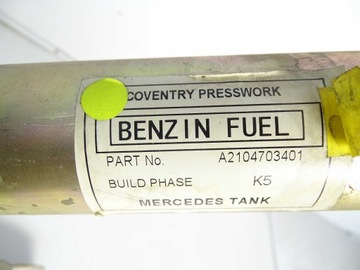 COVENTRY PRESSWORK
BENZIN FUEL
PART No. A2104703401
BUILD PHASE K5
MERCEDES TANK